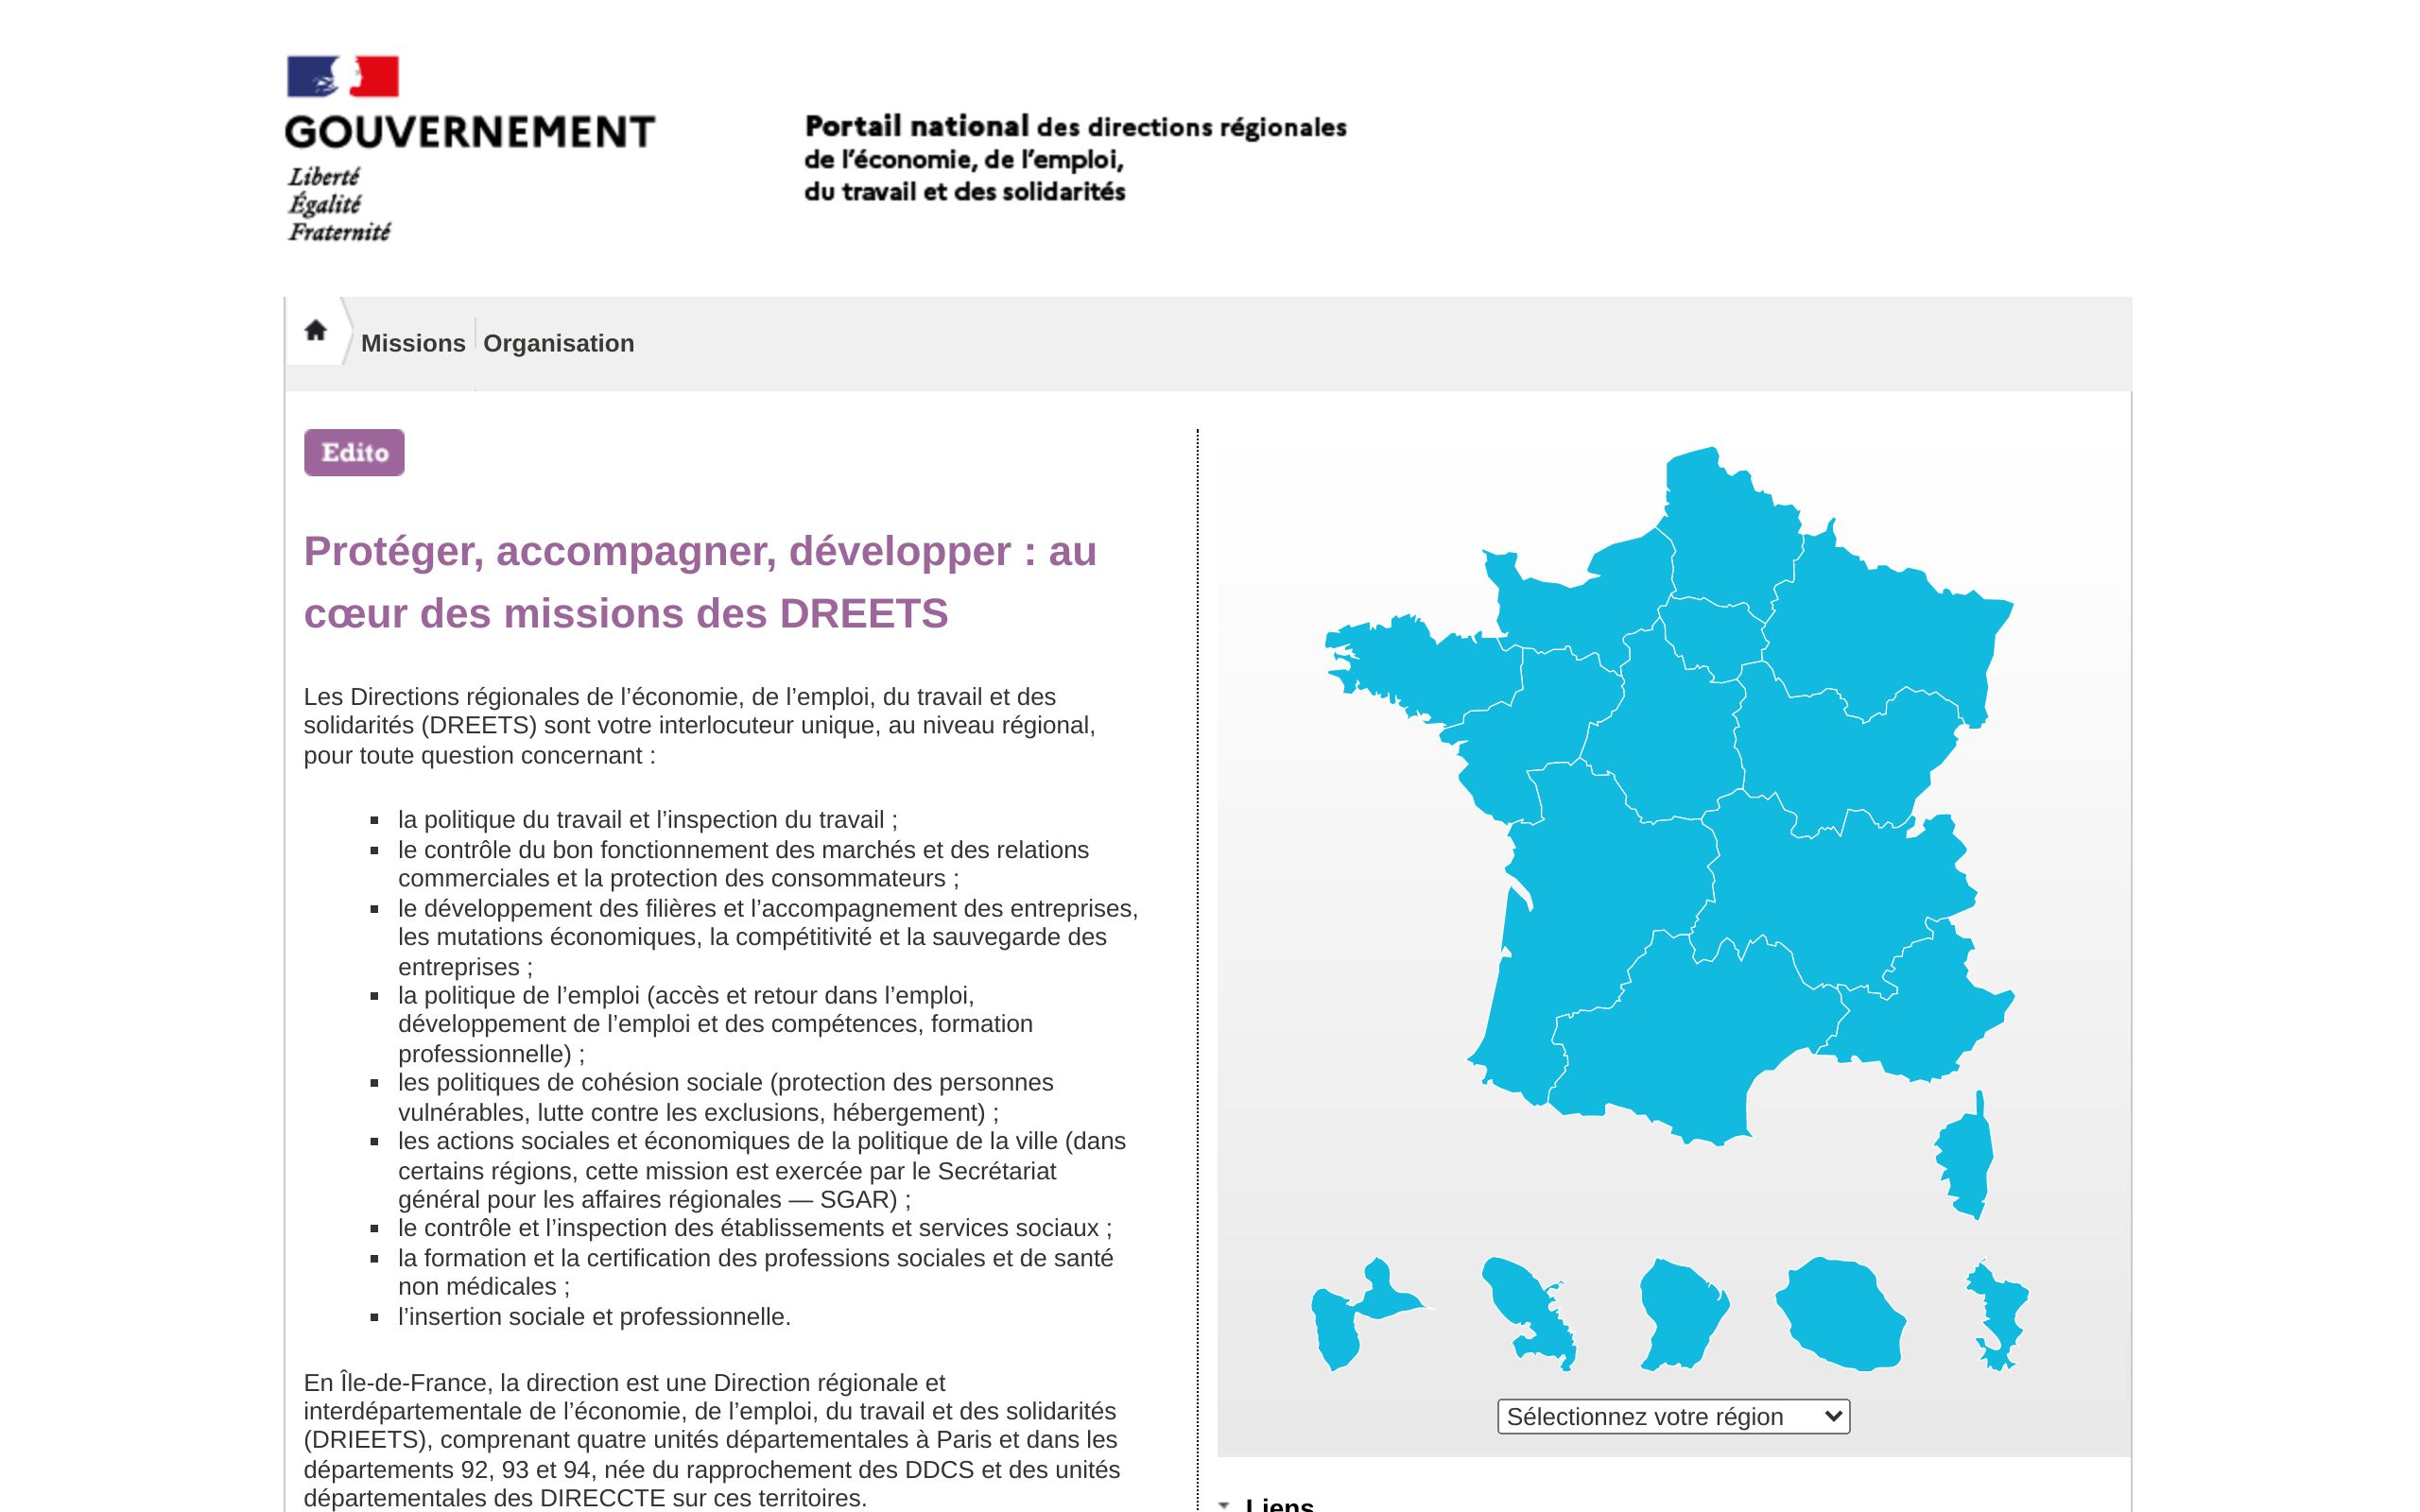 GOUVERNEMENT
Liberté
Égalité
Fraternité
Portail national des directions régionales
de l’économie, de l’emploi,
du travail et des solidarités
Missions
Organisation
Edito
Protéger, accompagner, développer : au
cœur des missions des DREETS
Les Directions régionales de l’économie, de l’emploi, du travail et des
solidarités (DREETS) sont votre interlocuteur unique, au niveau régional,
pour toute question concernant :
la politique du travail et l’inspection du travail ;
le contrôle du bon fonctionnement des marchés et des relations
commerciales et la protection des consommateurs ;
le développement des filières et l’accompagnement des entreprises,
les mutations économiques, la compétitivité et la sauvegarde des
entreprises ;
la politique de l’emploi (accès et retour dans l’emploi,
développement de l’emploi et des compétences, formation
professionnelle) ;
les politiques de cohésion sociale (protection des personnes
vulnérables, lutte contre les exclusions, hébergement) ;
les actions sociales et économiques de la politique de la ville (dans
certains régions, cette mission est exercée par le Secrétariat
général pour les affaires régionales — SGAR) ;
le contrôle et l’inspection des établissements et services sociaux ;
la formation et la certification des professions sociales et de santé
non médicales ;
l’insertion sociale et professionnelle.
En Île-de-France, la direction est une Direction régionale et
interdépartementale de l’économie, de l’emploi, du travail et des solidarités
(DRIEETS), comprenant quatre unités départementales à Paris et dans les
départements 92, 93 et 94, née du rapprochement des DDCS et des unités
départementales des DIRECCTE sur ces territoires.
Sélectionnez votre région
Liens